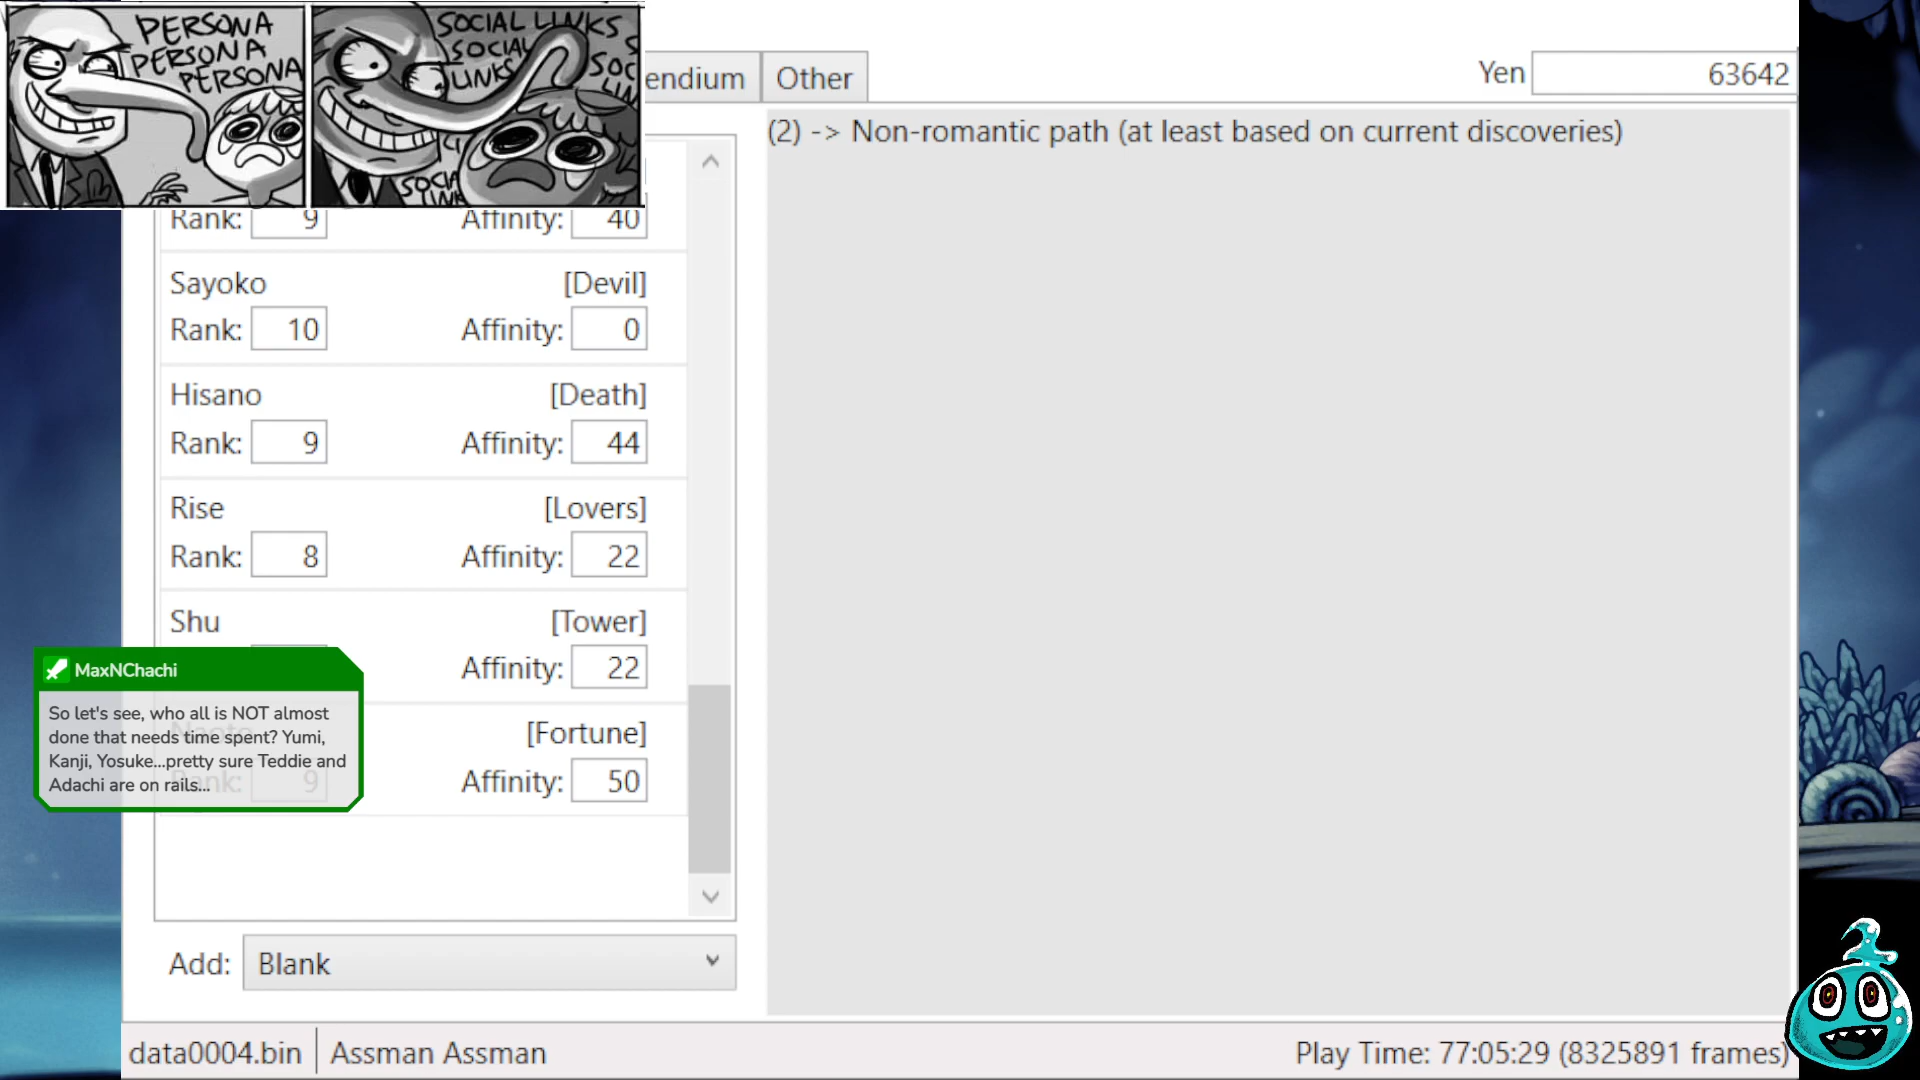 PERSONA
PERSONA
PERSONA
SOCIAL LINKS
SOCIAL
LINKS
SOC
endium
Other
Yen
63642
(2) -> Non-romantic path (at least based on current discoveries)
Rank: 9 Affinity: 40
Sayoko [Devil]
Rank: 10 Affinity: 0
Hisano [Death]
Rank: 9 Affinity: 44
Rise [Lovers]
Rank: 8 Affinity: 22
Shu [Tower]
Affinity: 22
[Fortune]
9 Affinity: 50
MaxNChachi
So let's see, who all is NOT almost
done that needs time spent? Yumi,
Kanji, Yosuke...pretty sure Teddie and
Adachi are on rails...
Add: Blank
data0004.bin
Assman Assman
Play Time: 77:05:29 (8325891 frames)